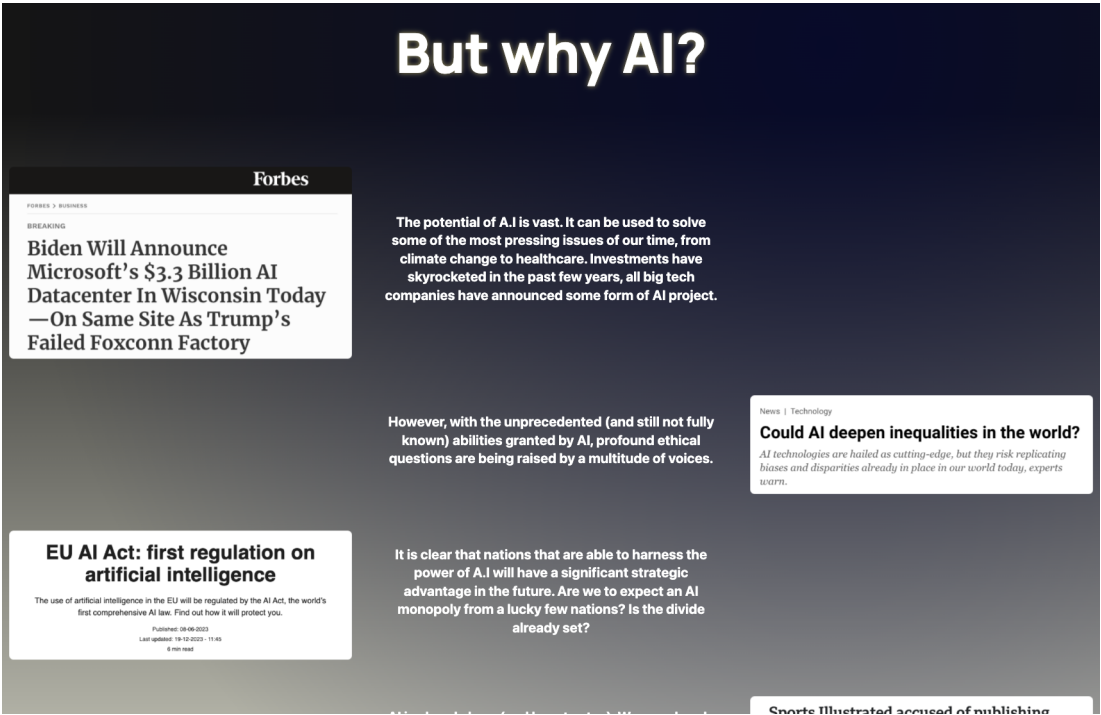 But why AI?
Forbes
FORBES > BUSINESS
BREAKING
Biden Will Announce
Microsoft's $3.3 Billion AI
Datacenter In Wisconsin Today
—On Same Site As Trump's
Failed Foxconn Factory
The potential of A.I is vast. It can be used to solve
some of the most pressing issues of our time, from
climate change to healthcare. Investments have
skyrocketed in the past few years, all big tech
companies have announced some form of AI project.
However, with the unprecedented (and still not fully
known) abilities granted by AI, profound ethical
questions are being raised by a multitude of voices.
News | Technology
Could AI deepen inequalities in the world?
AI technologies are hailed as cutting-edge, but they risk replicating
biases and disparities already in place in our world today, experts
warn.
EU AI Act: first regulation on
artificial intelligence
The use of artificial intelligence in the EU will be regulated by the AI Act, the world's
first comprehensive AI law. Find out how it will protect you.
Published: 08-06-2023
Last updated: 19-12-2023 - 11:45
6 min read
It is clear that nations that are able to harness the
power of A.I will have a significant strategic
advantage in the future. Are we to expect an AI
monopoly from a lucky few nations? Is the divide
already set?
Sports Illustrated accused of publishing